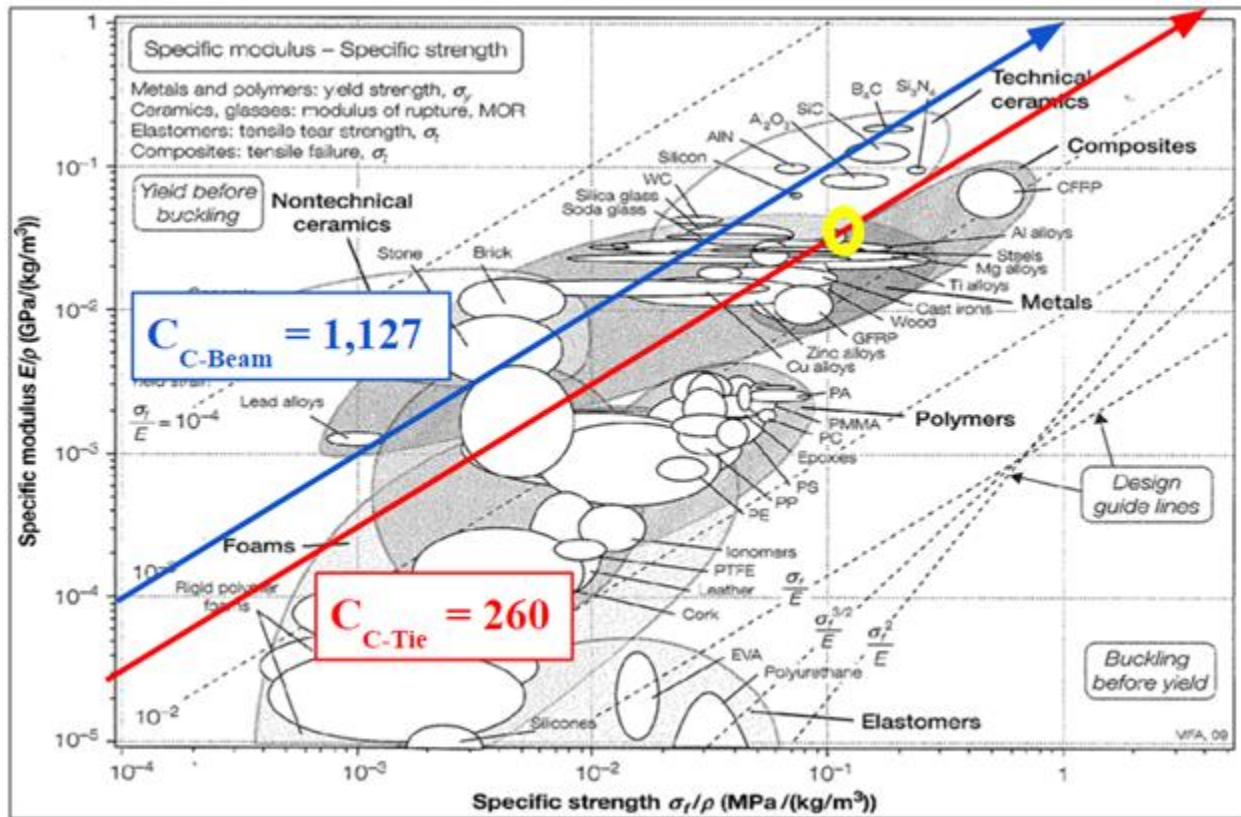 Specific modulus – Specific strength
Metals and polymers: yield strength, σy
Ceramics, glasses: modulus of rupture, MOR
Elastomers: tensile tear strength, σt
Composites: tensile failure, σt
Yield before
buckling
Nontechnical
ceramics
Stone
Brick
Silicon
AlN
WC
Silica glass
Soda glass
A2O3
SiC
B4C
Si3N4
Technical
ceramics
Composites
CFRP
Al alloys
Steels
Mg alloys
Ti alloys
Metals
Cast irons
Wood
GFRP
Zinc alloys
Cu alloys
C C-Beam = 1,127
Yield strain:
σf/E = 10-4
Lead alloys
PA
Polymers
PMMA
PC
Epoxies
PS
PP
PE
Design
guide lines
Foams
Ionomers
PTFE
Leather
Cork
Rigid polymer
foams
C C-Tie = 260
σf/E
σf3/2/E
σf2/E
EVA
Polyurethane
Silicones
Elastomers
Buckling
before yield
10-2
MFA, 09
1
10-1
10-2
10-3
10-4
10-5
Specific modulus E/ρ (GPa/(kg/m3))
10-4
10-3
10-2
10-1
1
Specific strength σf/ρ (MPa/(kg/m3))